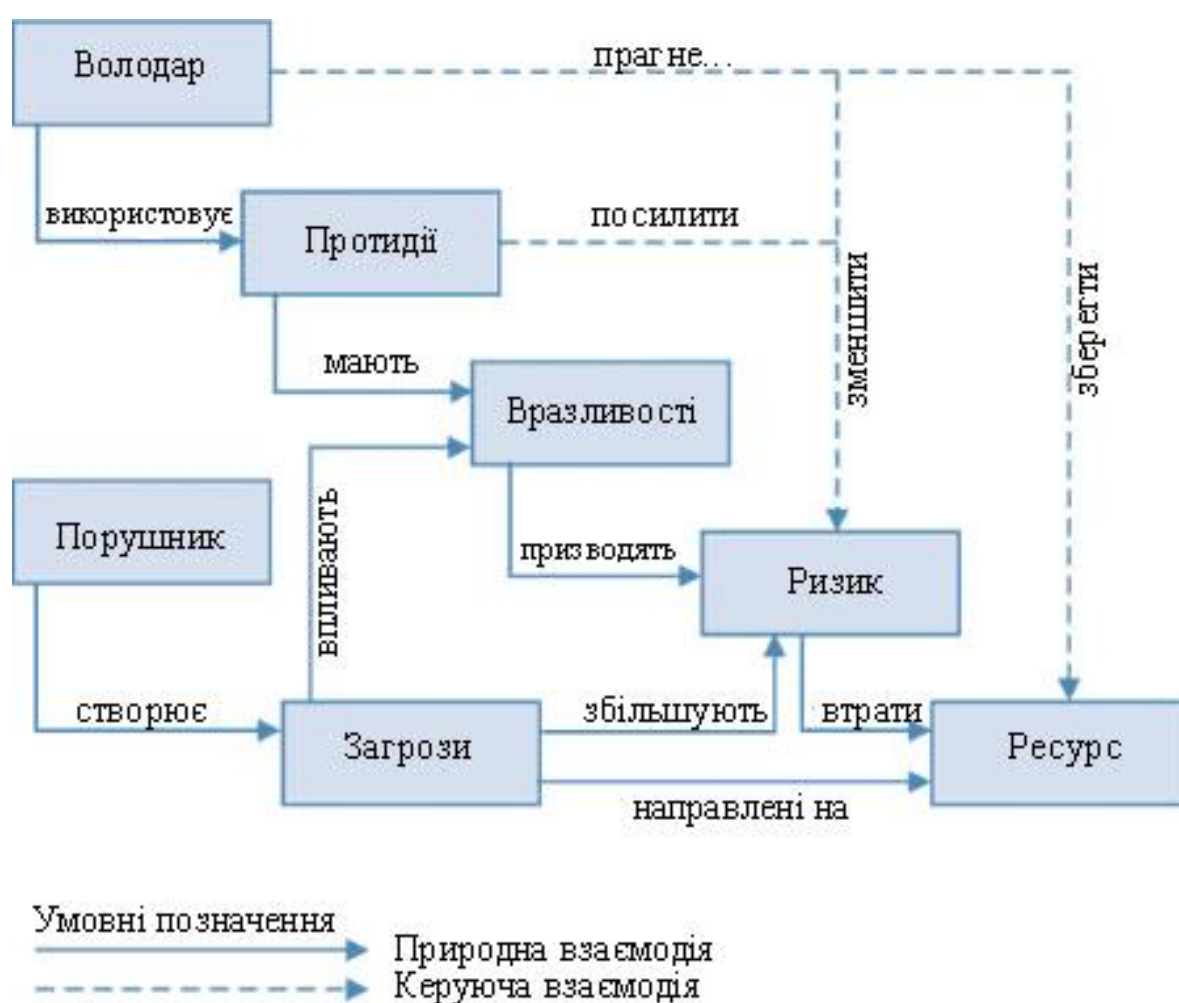 Володар
прагне...
використовує
Протидії
посилити
зменшити
зберегти
мають
Вразливості
Порушник
впливають
призводять
Ризик
створює
Загрози
збільшують
втрати
Ресурс
направлені на
Умовні позначення
Природна взаємодія
Керуюча взаємодія